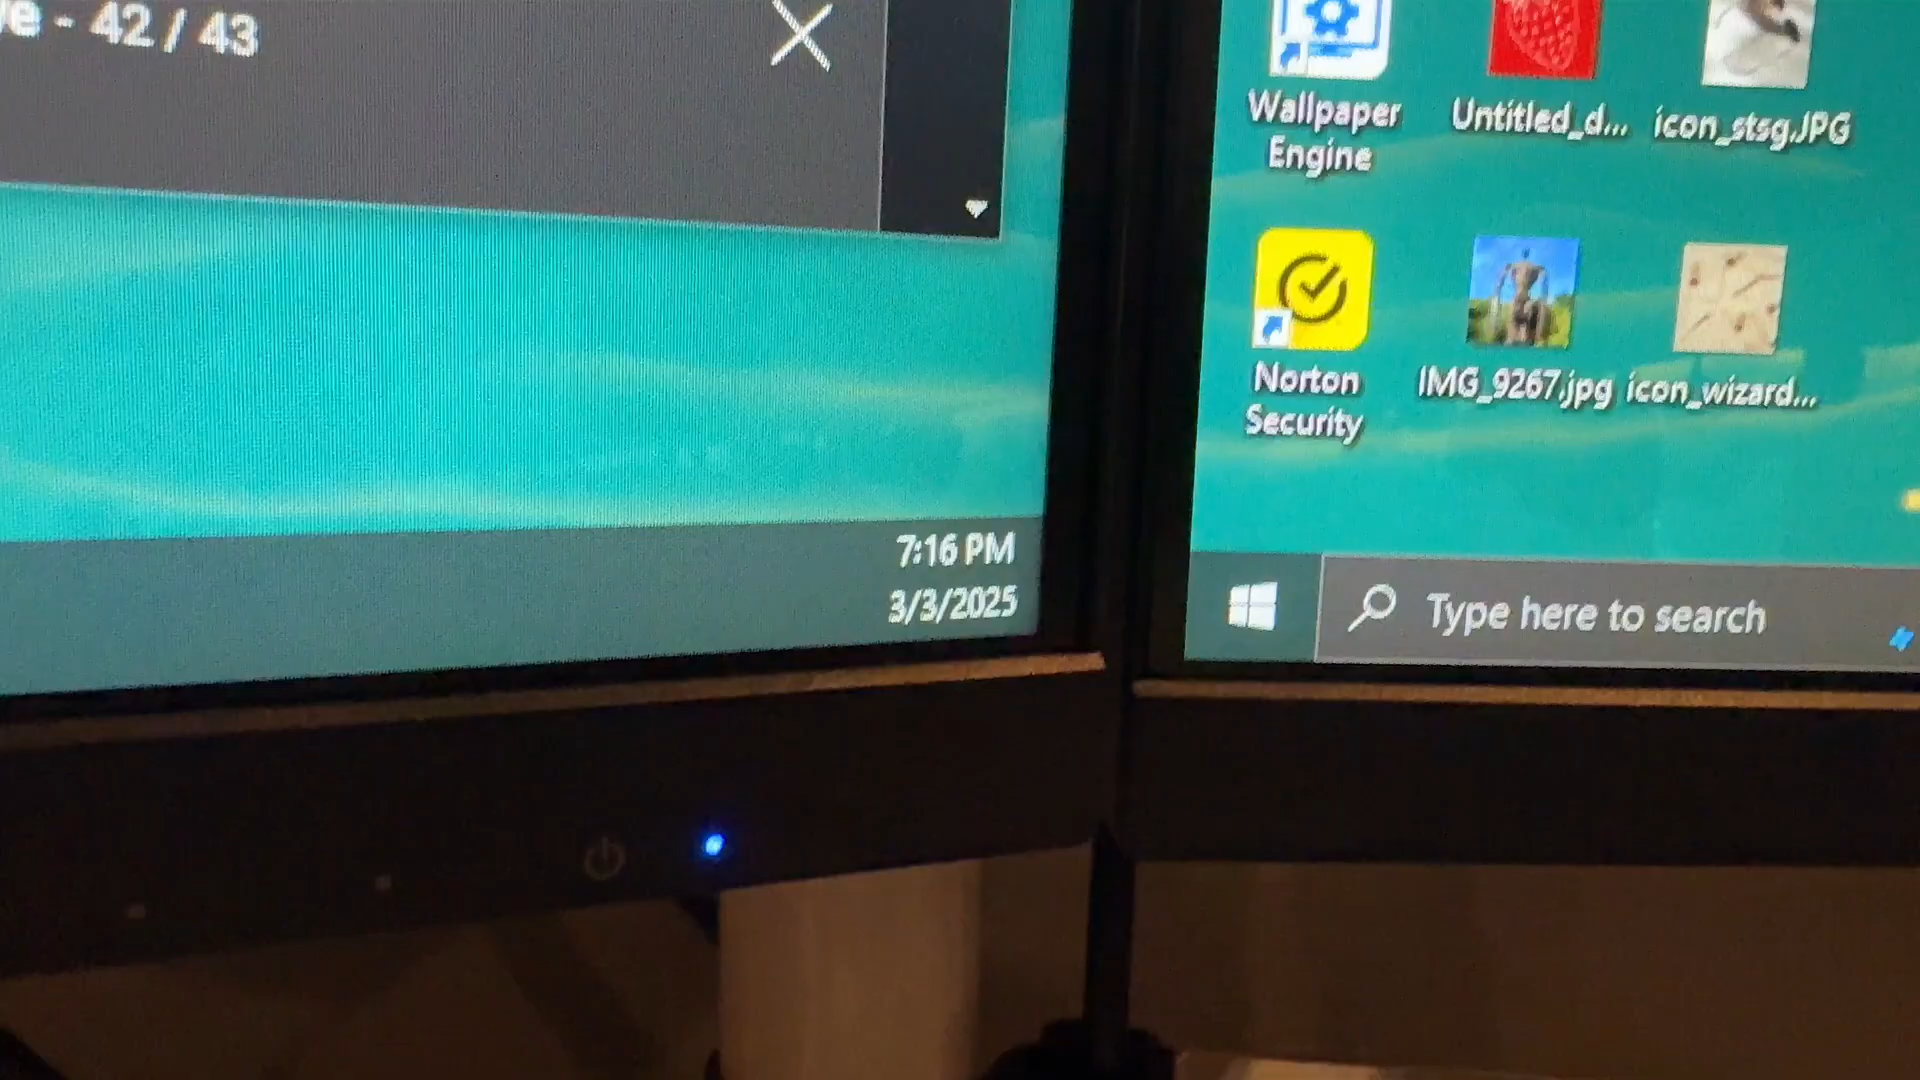 - 42 / 43
7:16 PM
3/3/2025
Wallpaper
Engine
Untitled_d...
icon_stsg.JPG
Norton
Security
IMG_9267.jpg
icon_wizard...
Type here to search